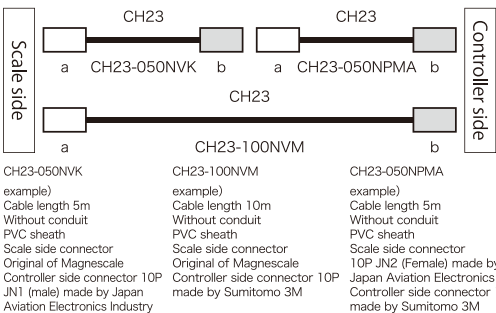 CH23
CH23
Scale side
Controller side
a
CH23-050NVK
b
a
CH23-050NPMA
b
CH23
a
CH23-100NVM
b
CH23-050NVK
example)
Cable length 5m
Without conduit
PVC sheath
Scale side connector
Original of Magnescale
Controller side connector 10P
JN1 (male) made by Japan
Aviation Electronics Industry
CH23-100NVM
example)
Cable length 10m
Without conduit
PVC sheath
Scale side connector
Original of Magnescale
Controller side connector 10P
made by Sumitomo 3M
CH23-050NPMA
example)
Cable length 5m
Without conduit
PVC sheath
Scale side connector
10P JN2 (Female) made by
Japan Aviation Electronics
Controller side connector
made by Sumitomo 3M